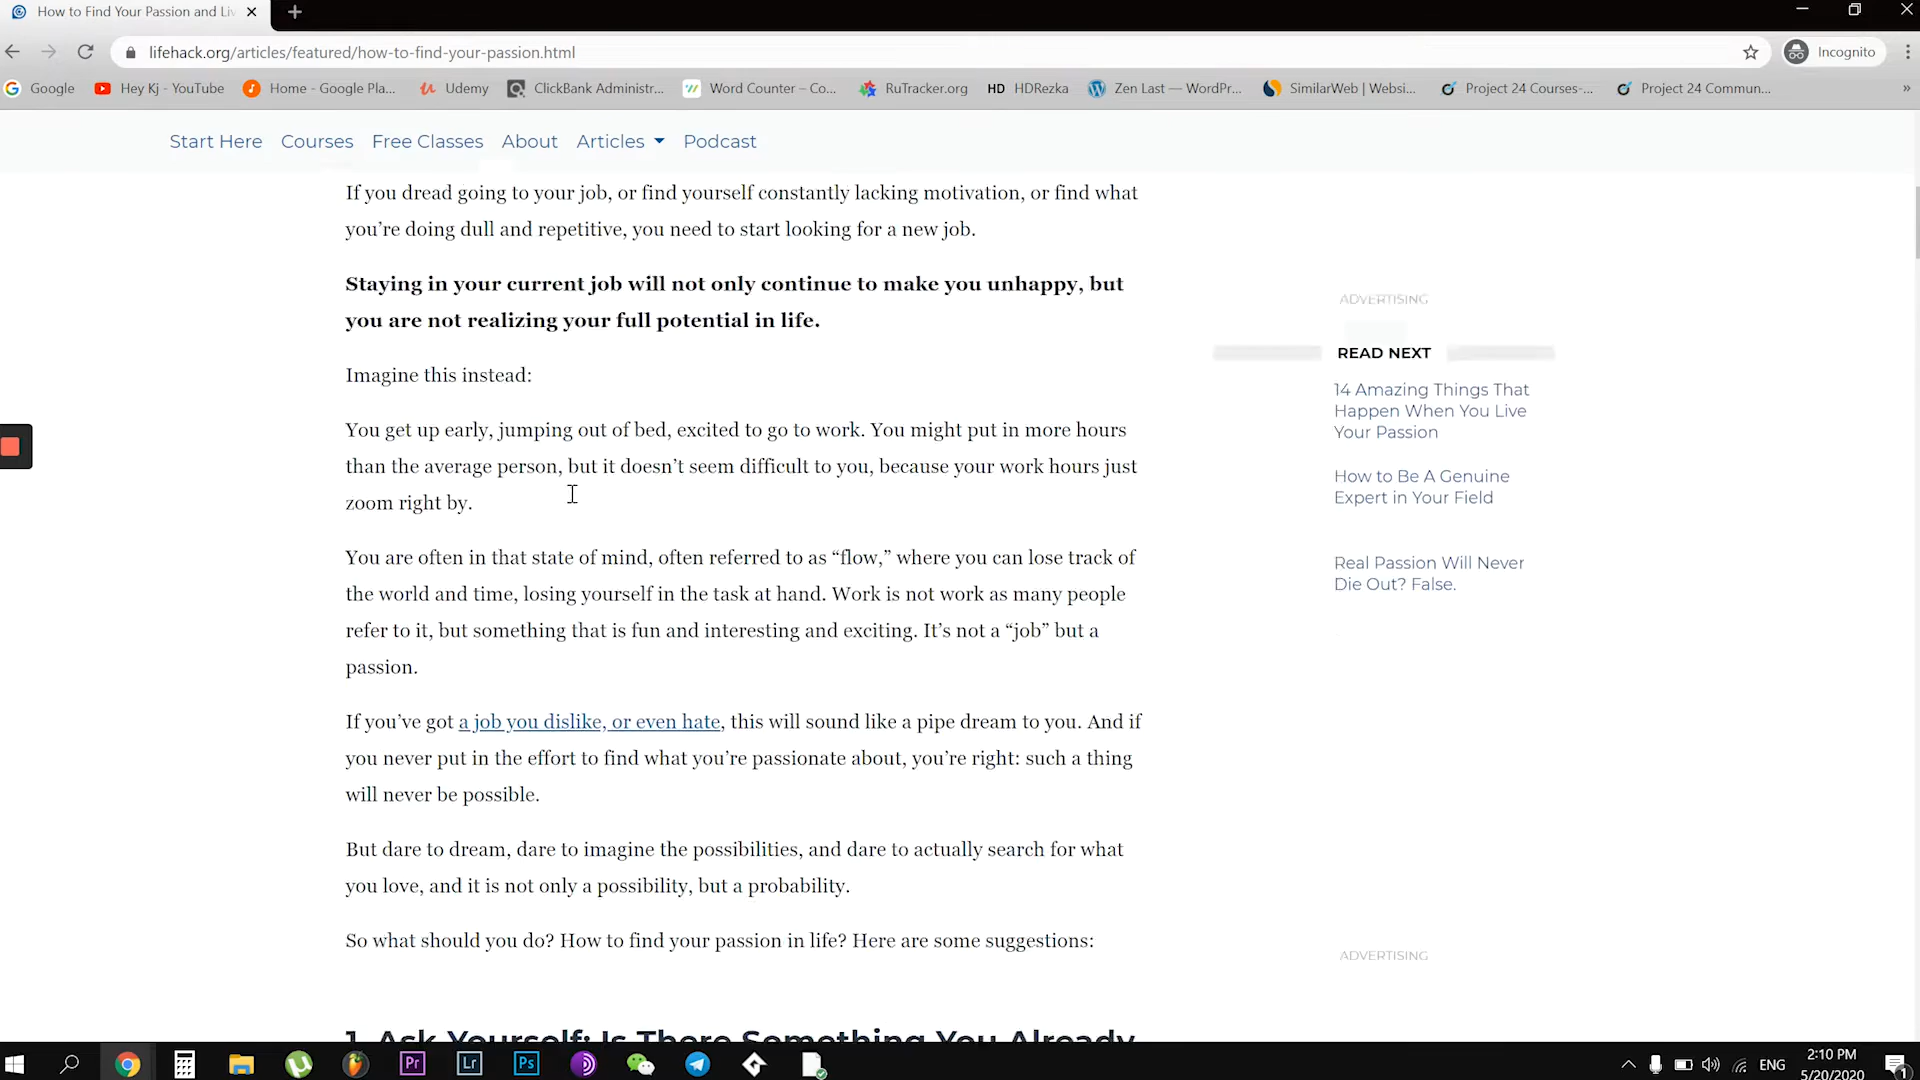 How to Find Your Passion and Liv
lifehack.org/articles/featured/how-to-find-your-passion.html
Incognito
Google
Hey Kj - YouTube
Home - Google Pla...
Udemy
ClickBank Administr...
Word Counter – Co...
RuTracker.org
HD HDRezka
Zen Last — WordPr...
SimilarWeb | Websi...
Project 24 Courses-...
Project 24 Commun...
»
Start Here
Courses
Free Classes
About
Articles
Podcast
If you dread going to your job, or find yourself constantly lacking motivation, or find what
you’re doing dull and repetitive, you need to start looking for a new job.
Staying in your current job will not only continue to make you unhappy, but
you are not realizing your full potential in life.
Imagine this instead:
You get up early, jumping out of bed, excited to go to work. You might put in more hours
than the average person, but it doesn’t seem difficult to you, because your work hours just
zoom right by.
You are often in that state of mind, often referred to as “flow,” where you can lose track of
the world and time, losing yourself in the task at hand. Work is not work as many people
refer to it, but something that is fun and interesting and exciting. It’s not a “job” but a
passion.
If you’ve got a job you dislike, or even hate, this will sound like a pipe dream to you. And if
you never put in the effort to find what you’re passionate about, you’re right: such a thing
will never be possible.
But dare to dream, dare to imagine the possibilities, and dare to actually search for what
you love, and it is not only a possibility, but a probability.
So what should you do? How to find your passion in life? Here are some suggestions:
1. Ask Yourself: Is There Something You Already
ADVERTISING
READ NEXT
14 Amazing Things That
Happen When You Live
Your Passion
How to Be A Genuine
Expert in Your Field
Real Passion Will Never
Die Out? False.
ADVERTISING
Pr
Lr
Ps
ENG
2:10 PM
5/20/2020
1